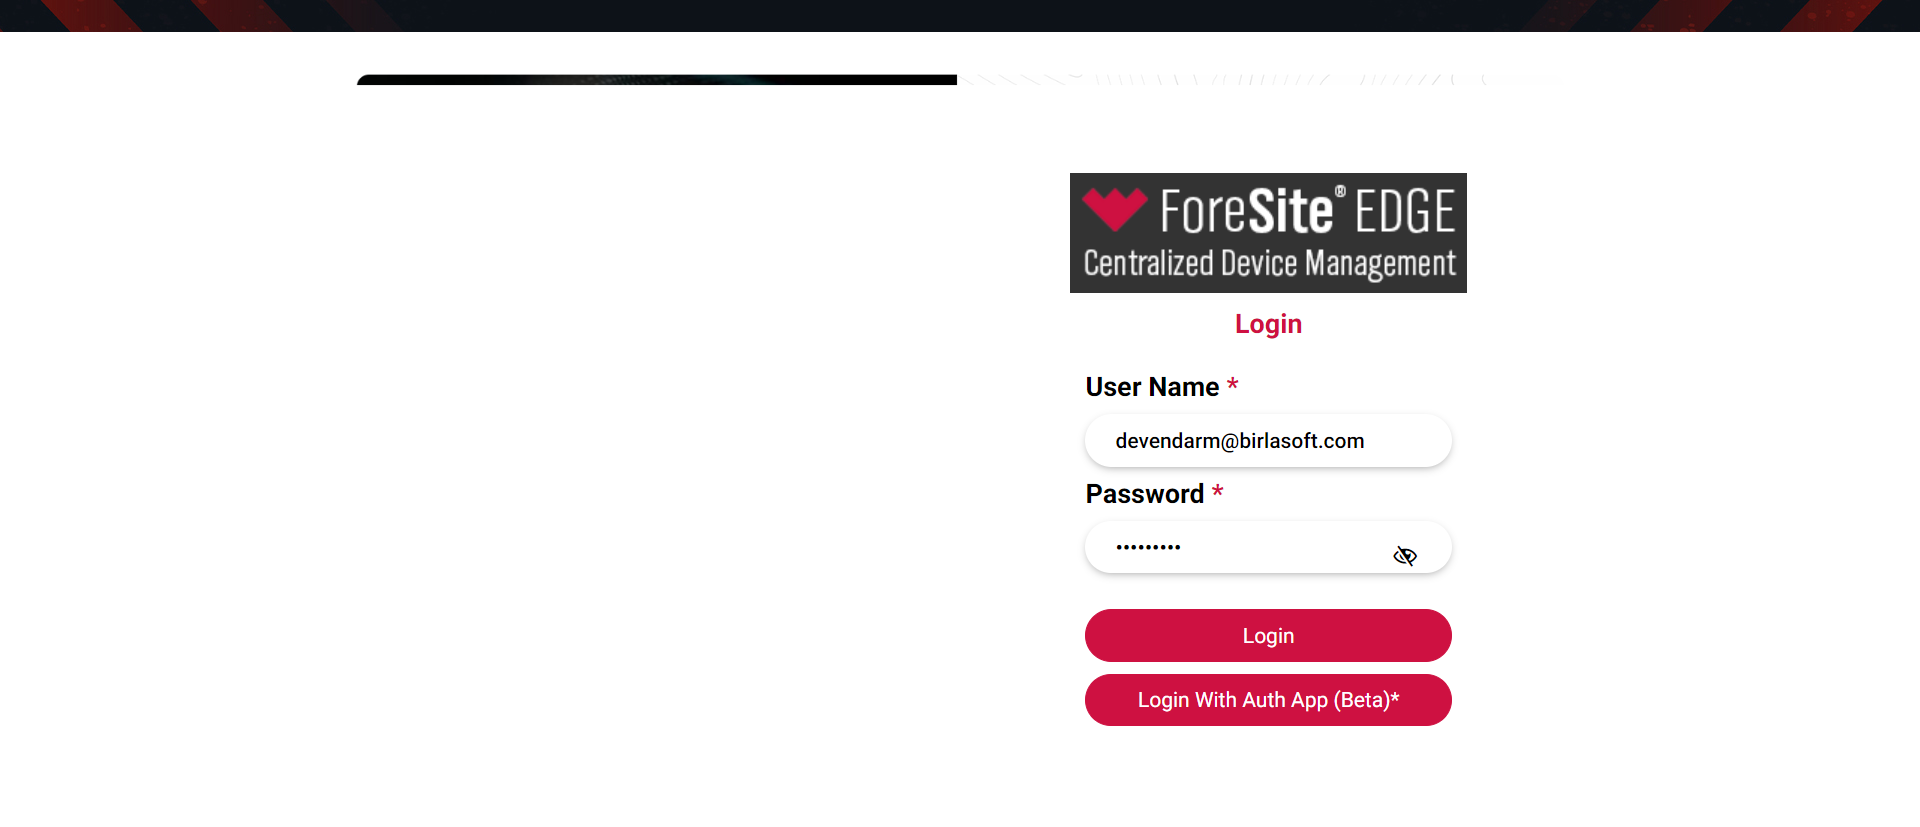 ForeSite® EDGE
Centralized Device Management
Login
User Name *
devendarm@birlasoft.com
Password *
•••••••••
Login
Login With Auth App (Beta)*